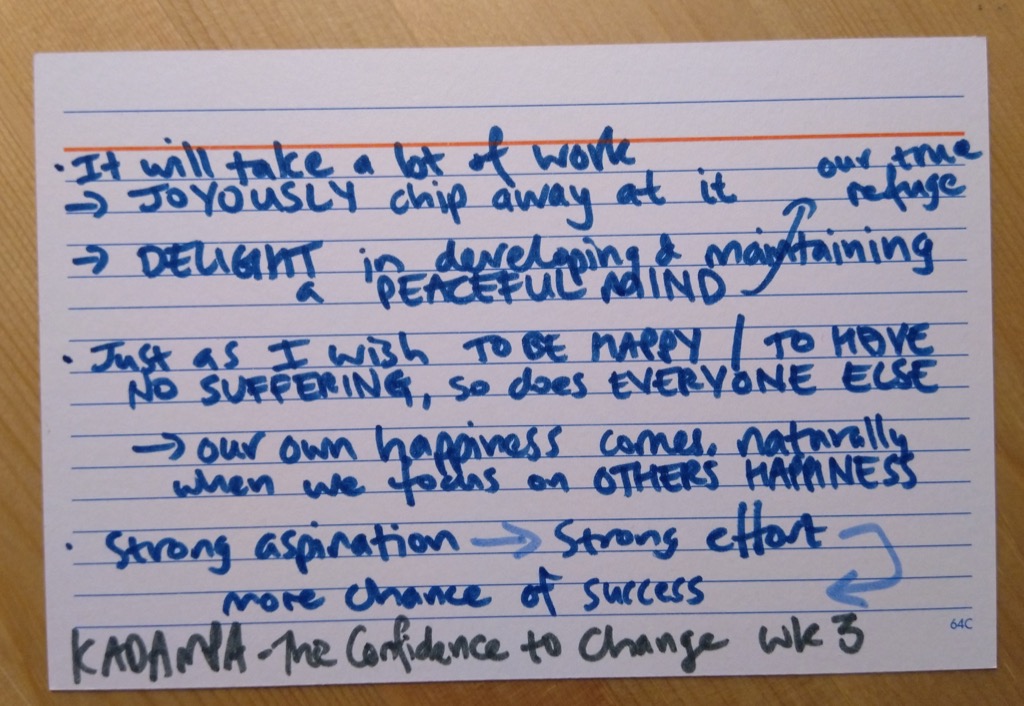 · It will take a lot of work
→ JOYOUSLY chip away at it
our true
refuge
→ DELIGHT in developing & maintaining
a PEACEFUL MIND
· Just as I wish TO BE HAPPY / TO HAVE
NO SUFFERING, so does EVERYONE ELSE
→ our own happiness comes naturally
when we focus on OTHERS HAPPINESS
· Strong aspiration → Strong effort
more chance of success
64C
KADAMPA - The Confidence to Change wk 3